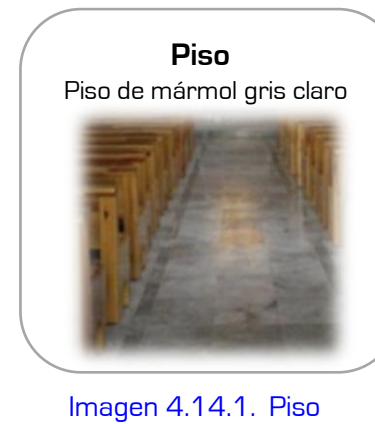 Piso
Piso de mármol gris claro
Imagen 4.14.1. Piso